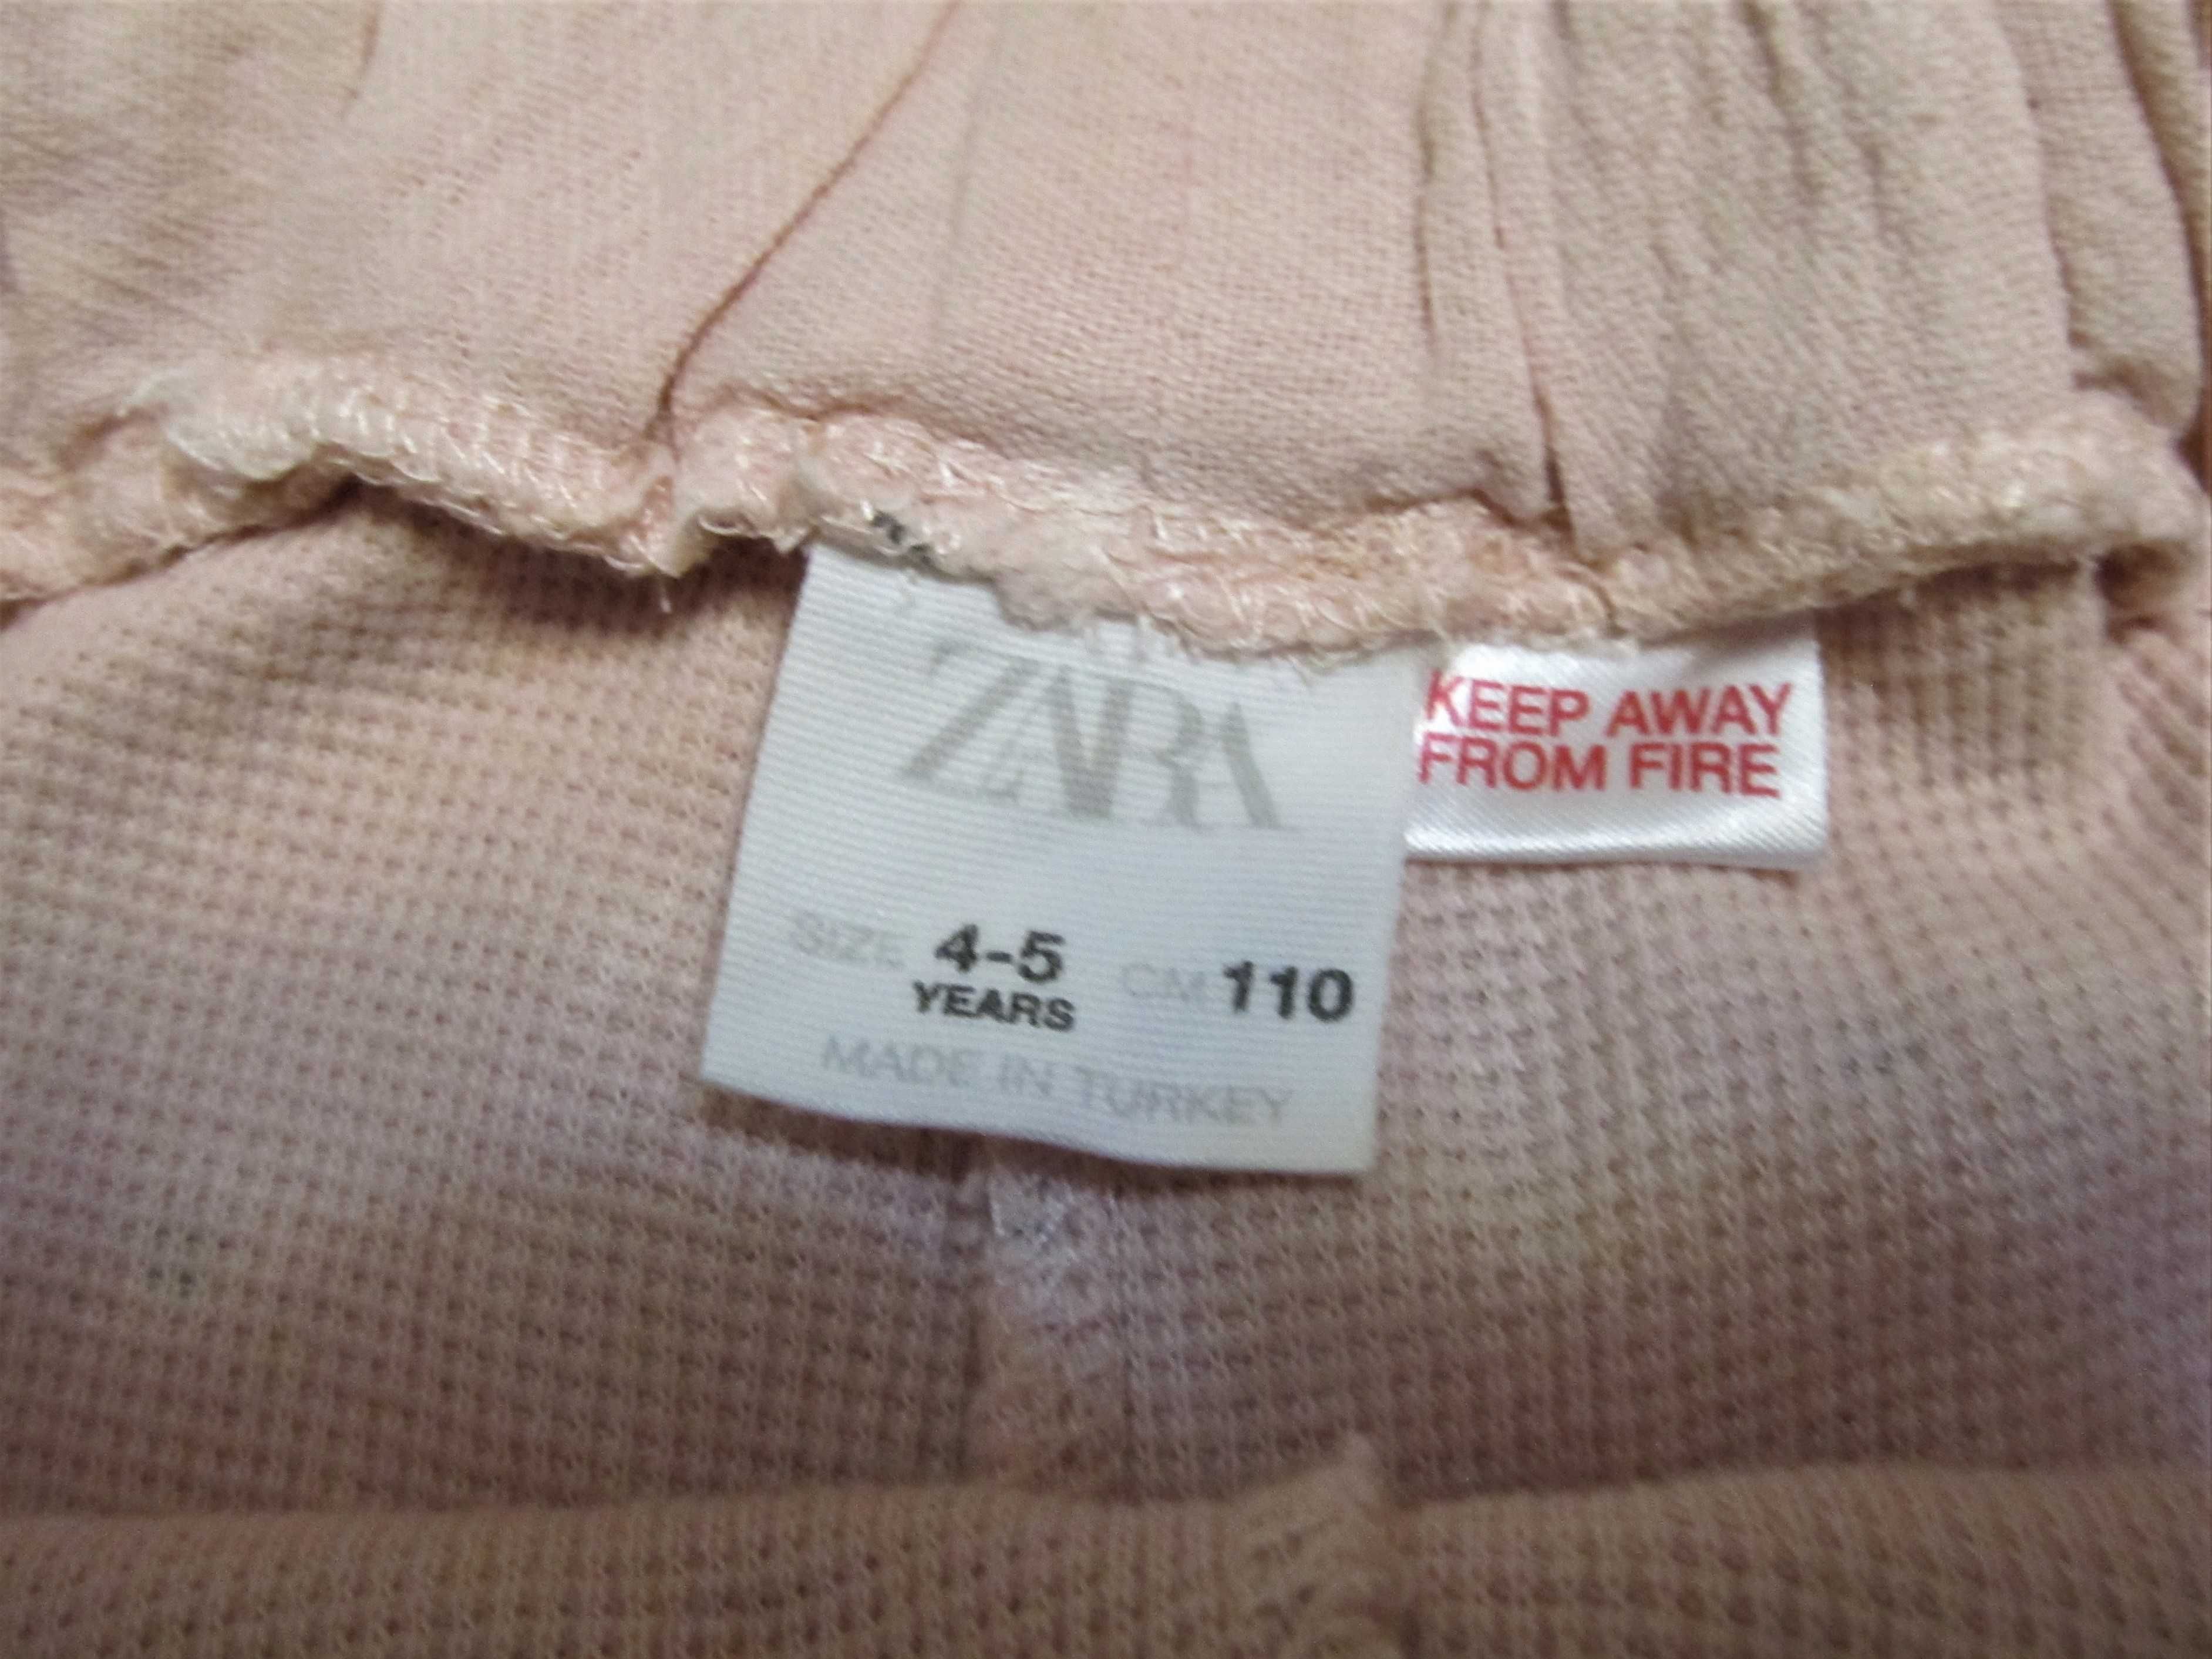 ZARA
SIZE 4-5 CM 110
YEARS
MADE IN TURKEY
KEEP AWAY
FROM FIRE